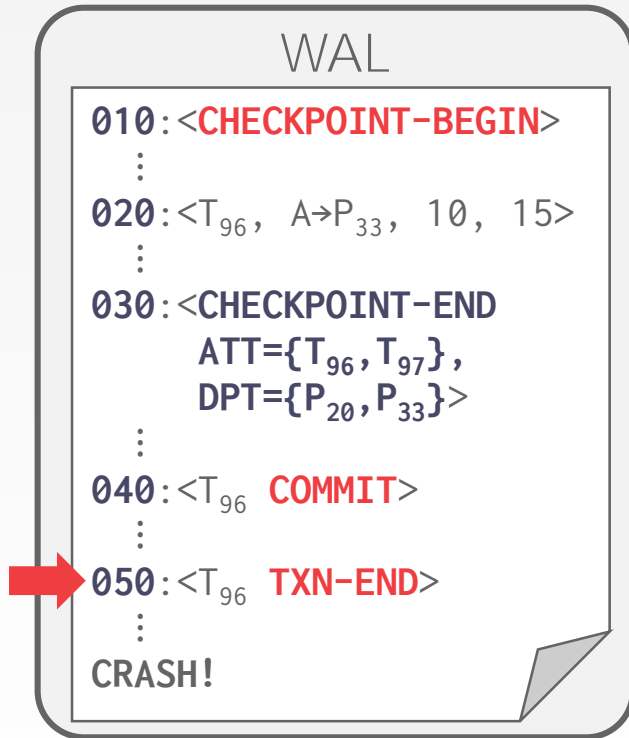 WAL
010:<CHECKPOINT-BEGIN>
⋮
020:<T₉₆, A→P₃₃, 10, 15>
⋮
030:<CHECKPOINT-END
ATT={T₉₆,T₉₇},
DPT={P₂₀,P₃₃}>
⋮
040:<T₉₆ COMMIT>
⋮
050:<T₉₆ TXN-END>
⋮
CRASH!